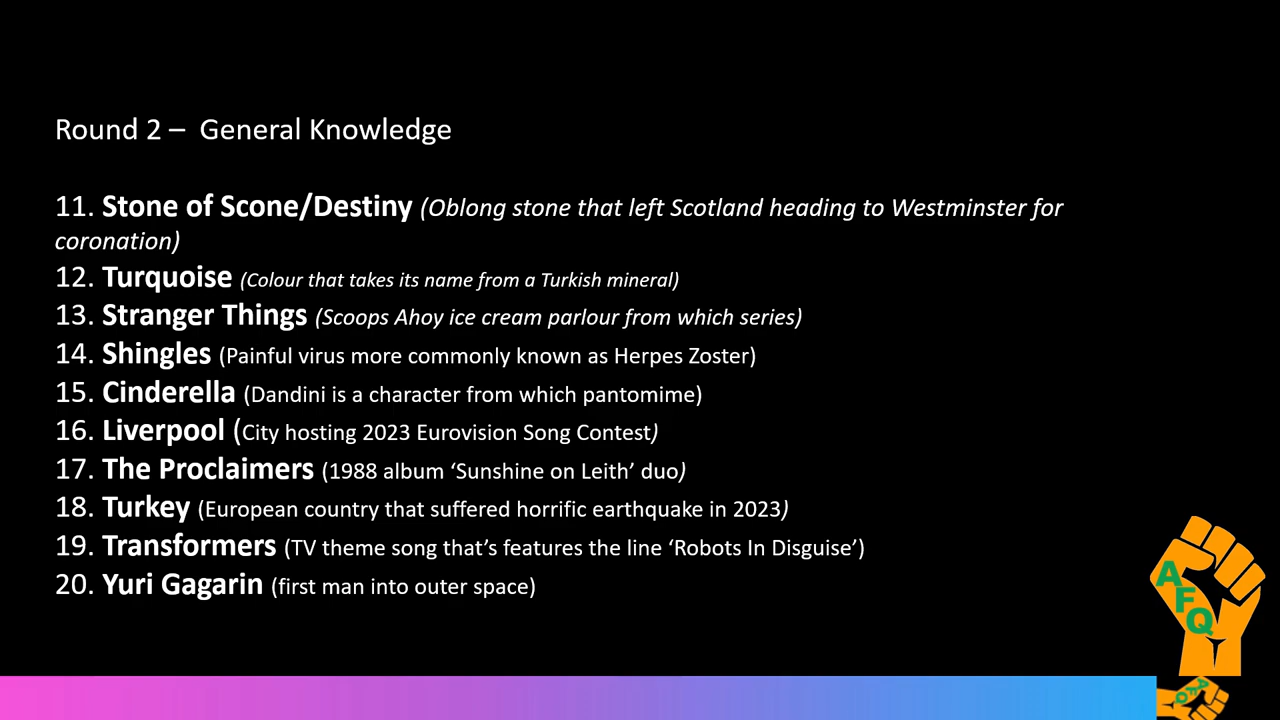 Round 2 –  General Knowledge
11. Stone of Scone/Destiny (Oblong stone that left Scotland heading to Westminster for
coronation)
12. Turquoise (Colour that takes its name from a Turkish mineral)
13. Stranger Things (Scoops Ahoy ice cream parlour from which series)
14. Shingles (Painful virus more commonly known as Herpes Zoster)
15. Cinderella (Dandini is a character from which pantomime)
16. Liverpool (City hosting 2023 Eurovision Song Contest)
17. The Proclaimers (1988 album ‘Sunshine on Leith’ duo)
18. Turkey (European country that suffered horrific earthquake in 2023)
19. Transformers (TV theme song that’s features the line ‘Robots In Disguise’)
20. Yuri Gagarin (first man into outer space)
AFQ
AFQ